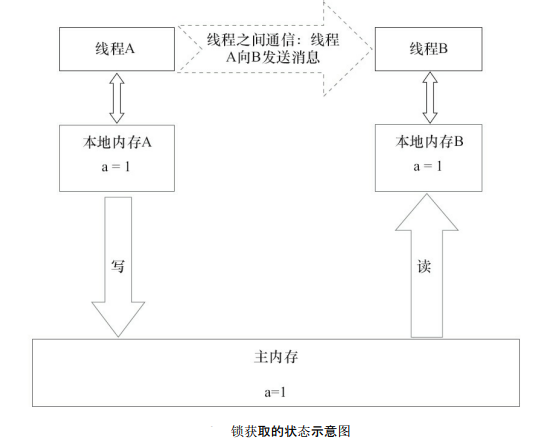 线程A
线程之间通信：线程
A向B发送消息
线程B
本地内存A
a = 1
本地内存B
a = 1
写
读
主内存
a=1
锁获取的状态示意图